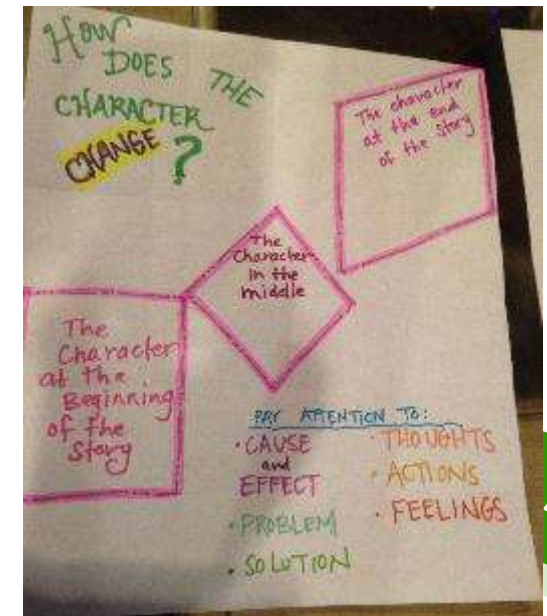 HOW
DOES THE
CHARACTER
CHANGE ?
The character
at the end
of the story
The
Character
in the
middle
The
Character
at the
Beginning
of the
Story
PAY ATTENTION TO:
• CAUSE
and
EFFECT
• PROBLEM
• SOLUTION
• THOUGHTS
• ACTIONS
• FEELINGS